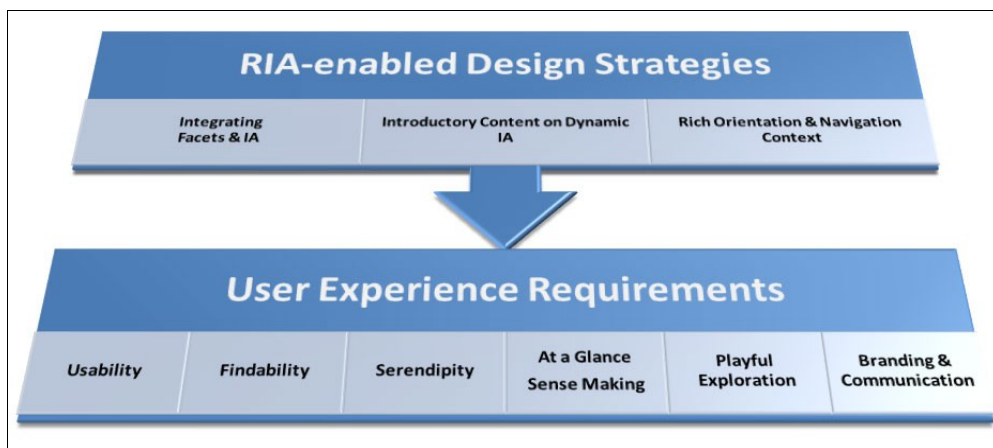 RIA-enabled Design Strategies
Integrating
Facets & IA
Introductory Content on Dynamic
IA
Rich Orientation & Navigation
Context
User Experience Requirements
Usability
Findability
Serendipity
At a Glance
Sense Making
Playful
Exploration
Branding &
Communication